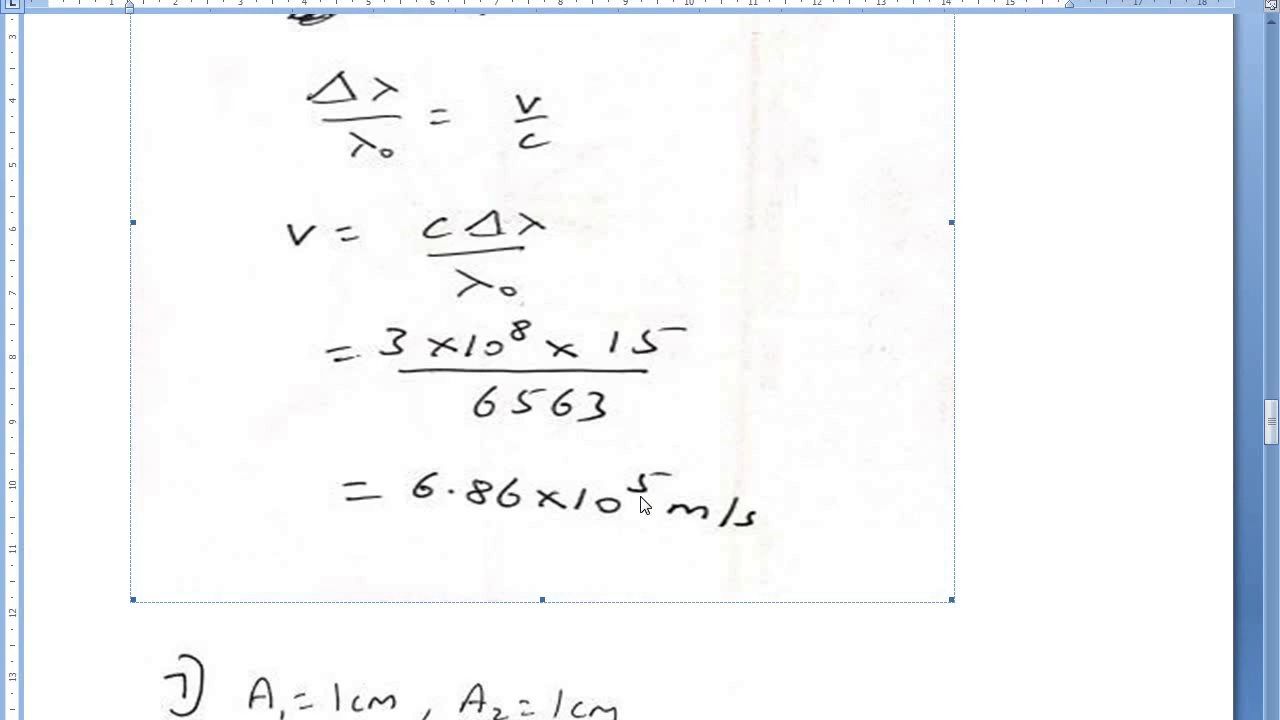 Δλ/λ₀ = v/c
v = cΔλ/λ₀
= 3 × 10⁸ × 15 / 6563
= 6.86 × 10⁵ m/s
7) A₁ = 1cm , A₂ = 1cm